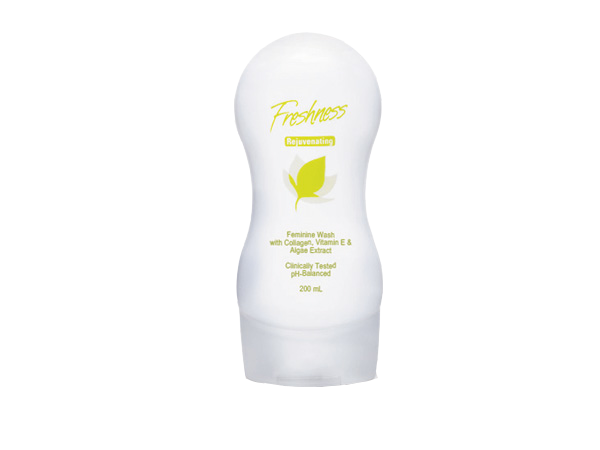 Freshness
Rejuvenating
Feminine Wash
with Collagen, Vitamin E &
Algae Extract
Clinically Tested
pH-Balanced
200 mL